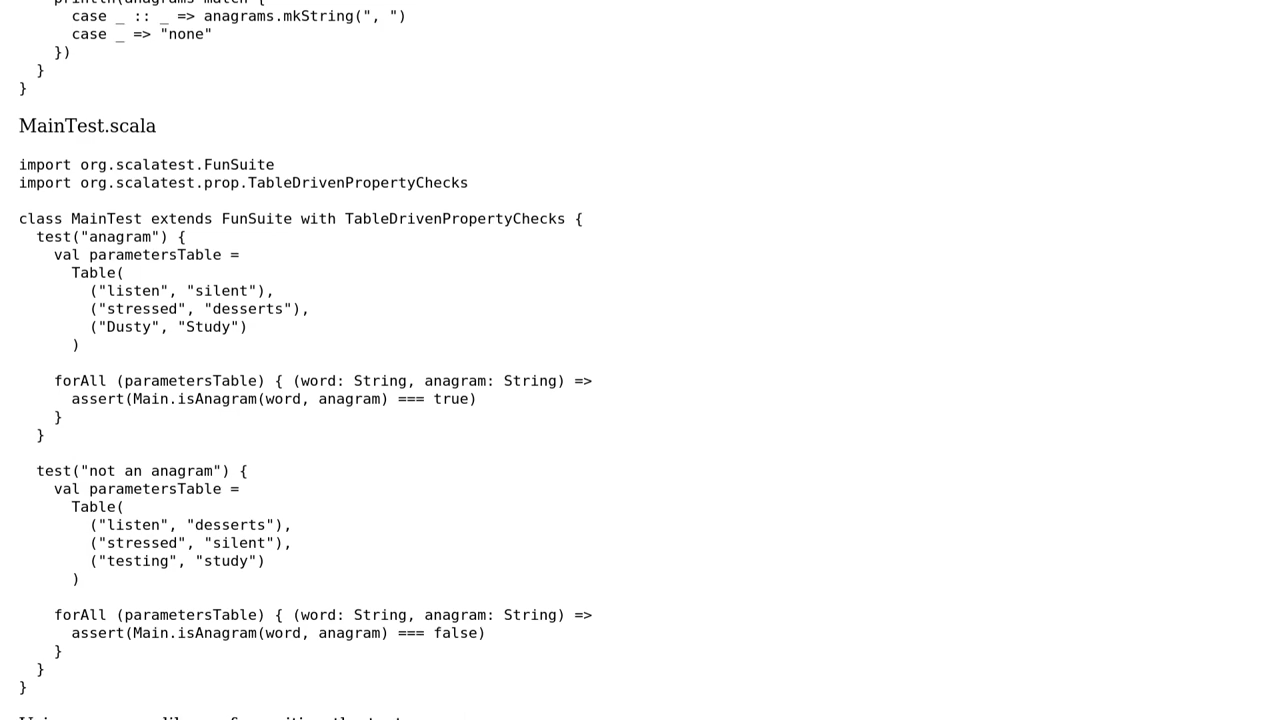 case _ :: _ => anagrams.mkString(", ")
case _ => "none"
})
}
}
MainTest.scala
import org.scalatest.FunSuite
import org.scalatest.prop.TableDrivenPropertyChecks
class MainTest extends FunSuite with TableDrivenPropertyChecks {
test("anagram") {
val parametersTable =
Table(
("listen", "silent"),
("stressed", "desserts"),
("Dusty", "Study")
)
forAll (parametersTable) { (word: String, anagram: String) =>
assert(Main.isAnagram(word, anagram) === true)
}
}
test("not an anagram") {
val parametersTable =
Table(
("listen", "desserts"),
("stressed", "silent"),
("testing", "study")
)
forAll (parametersTable) { (word: String, anagram: String) =>
assert(Main.isAnagram(word, anagram) === false)
}
}
}